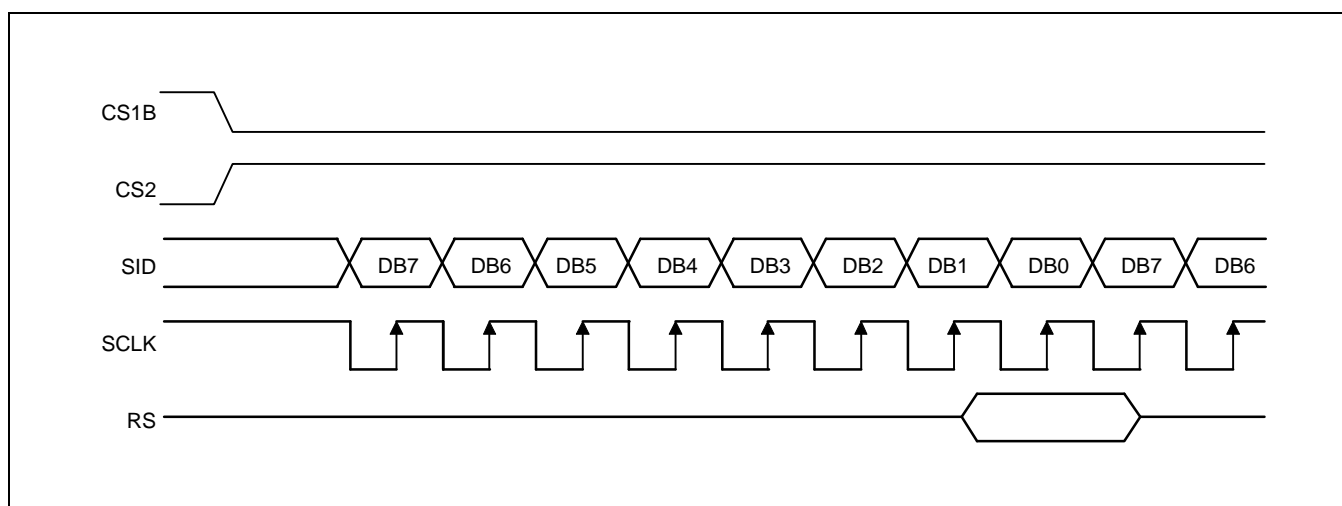 CS1B
CS2
SID DB7 DB6 DB5 DB4 DB3 DB2 DB1 DB0 DB7 DB6
SCLK
RS